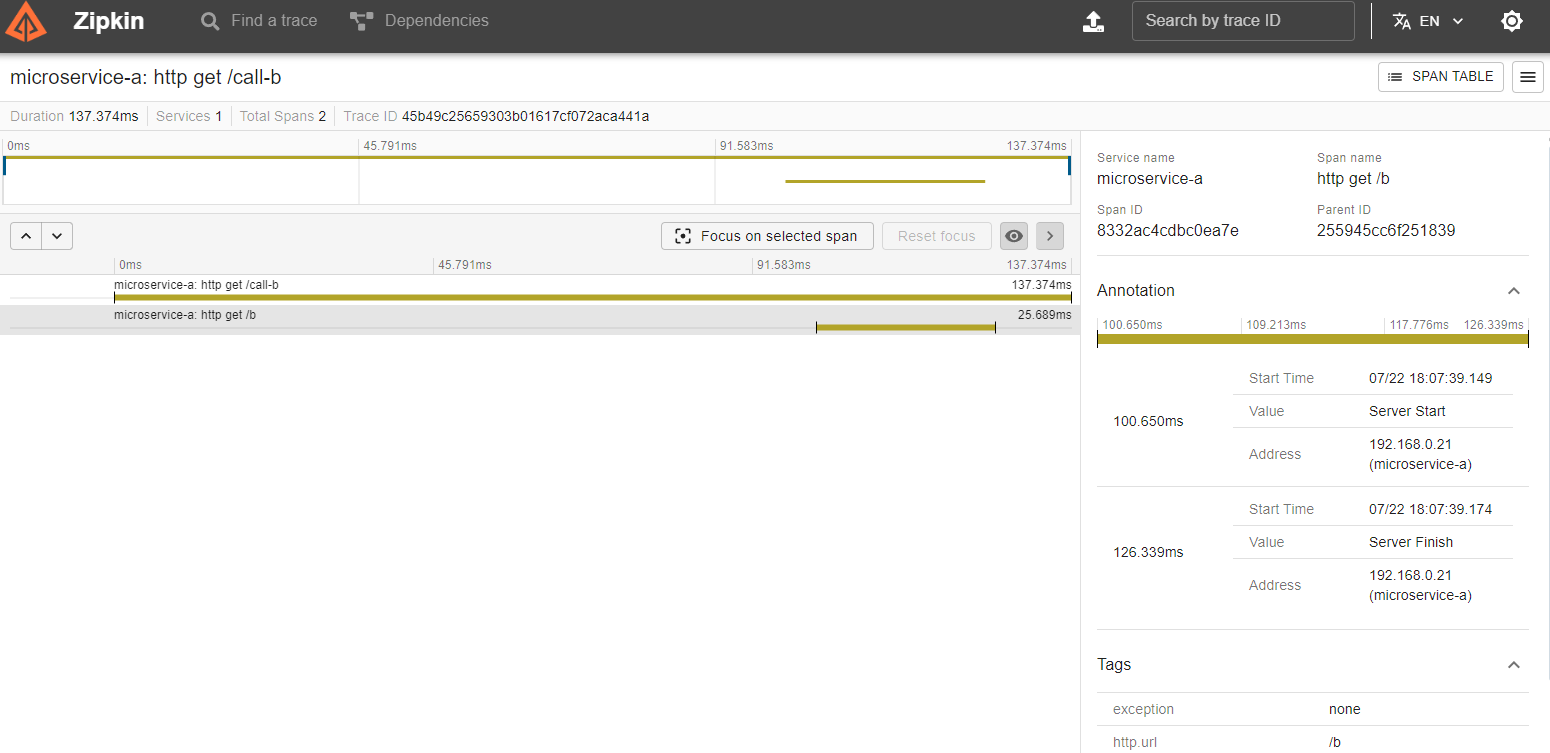 Zipkin
Find a trace
Dependencies
Search by trace ID
EN
microservice-a: http get /call-b
SPAN TABLE
Duration 137.374ms Services 1 Total Spans 2 Trace ID 45b49c25659303b01617cf072aca441a
0ms 45.791ms 91.583ms 137.374ms
Focus on selected span
Reset focus
0ms 45.791ms 91.583ms 137.374ms
microservice-a: http get /call-b 137.374ms
microservice-a: http get /b 25.689ms
Service name Span name
microservice-a http get /b
Span ID Parent ID
8332ac4cdbc0ea7e 255945cc6f251839
Annotation
100.650ms 109.213ms 117.776ms 126.339ms
100.650ms
Start Time 07/22 18:07:39.149
Value Server Start
Address 192.168.0.21
(microservice-a)
126.339ms
Start Time 07/22 18:07:39.174
Value Server Finish
Address 192.168.0.21
(microservice-a)
Tags
exception none
http.url /b